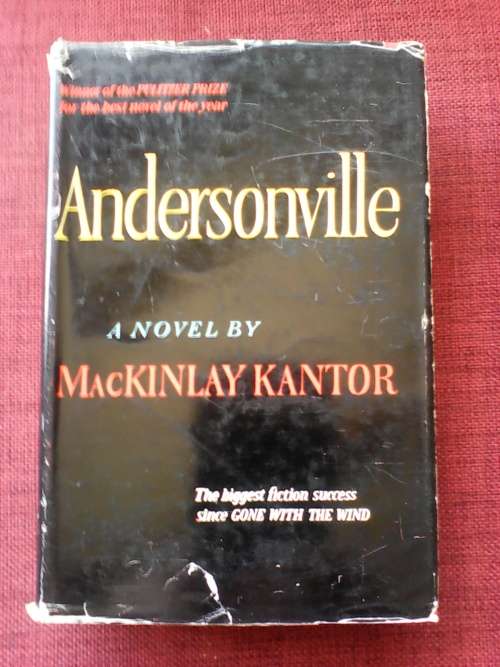 Winner of the PULITZER PRIZE
for the best novel of the year
Andersonville
A NOVEL BY
MacKINLAY KANTOR
The biggest fiction success
since GONE WITH THE WIND